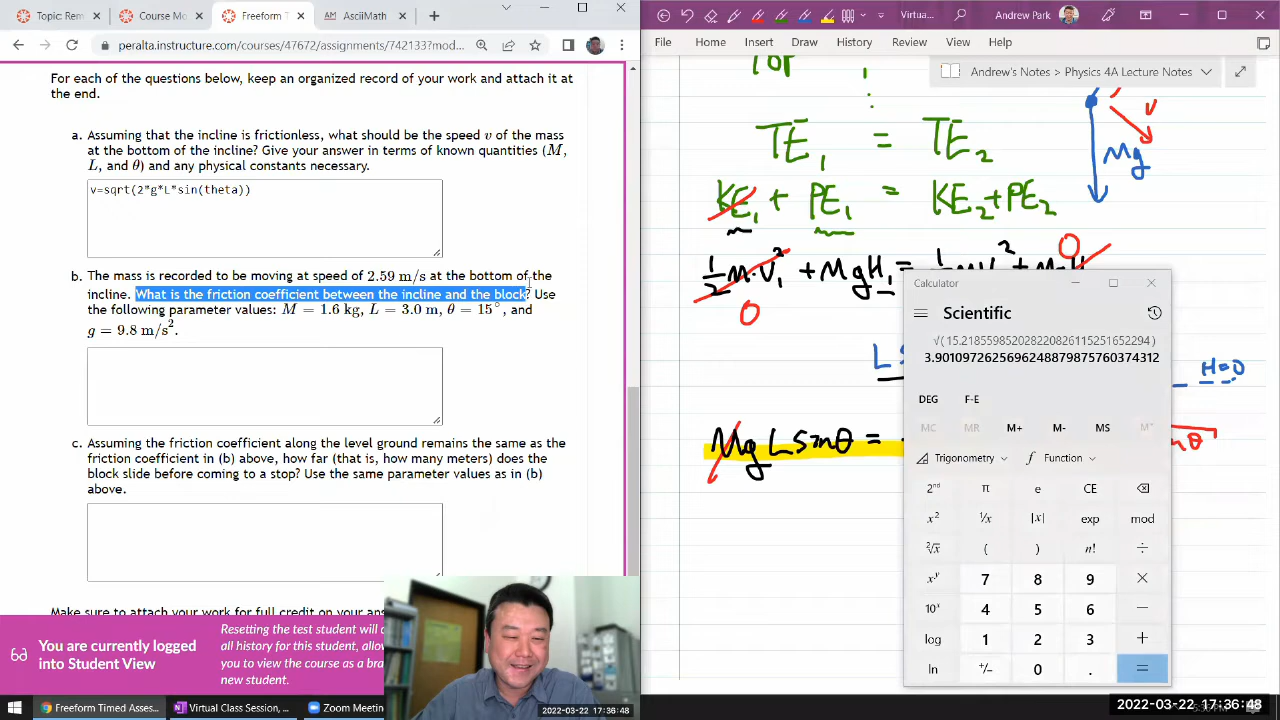 Topic Rem
Course Mo
Freeform T
AsciiMath
peralta.instructure.com/courses/47672/assignments/7421337mod...
For each of the questions below, keep an organized record of your work and attach it at
the end.
a. Assuming that the incline is frictionless, what should be the speed v of the mass
at the bottom of the incline? Give your answer in terms of known quantities (M,
L, and θ) and any physical constants necessary.
v=sqrt(2*g*L*sin(theta))
b. The mass is recorded to be moving at speed of 2.59 m/s at the bottom of the
incline. What is the friction coefficient between the incline and the block? Use
the following parameter values: M = 1.6 kg, L = 3.0 m, θ = 15°, and
g = 9.8 m/s².
c. Assuming the friction coefficient along the level ground remains the same as the
friction coefficient in (b) above, how far (that is, how many meters) does the
block slide before coming to a stop? Use the same parameter values as in (b)
above.
Make sure to attach your work for full credit on your
You are currently logged
into Student View
Resetting the test student will
all history for this student, allo
you to view the course as a bra
new student.
Freeform Timed Asses...
Virtual Class Session, ...
Zoom Meeting
2022-03-22 17:36:48
Virtua...
Andrew Park
File Home Insert Draw History Review View Help
Andrew's Notes > Physics 4A Lecture Notes
Top
v
Mg
TE₁ = TE₂
KE₁ + PE₁ = KE₂+PE₂
0
½ M·V₁² + MgH₁ =
0
L
H=0
MgLsinθ =
Calculator
Scientific
√(15.218559852028220826115251652294)
3.9010972625696248879875760374312
DEG F-E
MC MR M+ M- MS M˅
Trigonometry Function
2ⁿᵈ π e CE
x² ¹/x |x| exp mod
²√x ( ) n! ÷
xʸ 7 8 9 ×
10ˣ 4 5 6 −
log 1 2 3 +
ln +/− 0 . =
2022-03-22 17:36:48